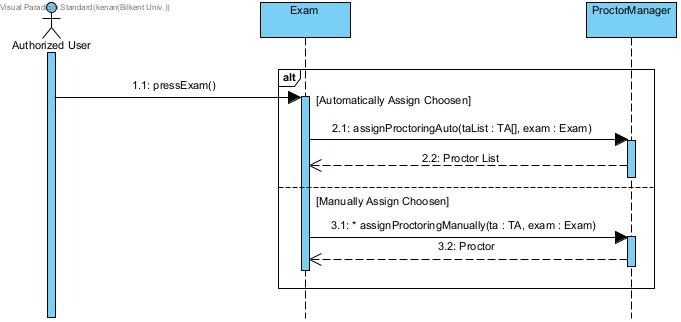 Visual Paradigm Standard(kenan(Bilkent Univ.))
Exam
ProctorManager
Authorized User
alt
1.1: pressExam()
[Automatically Assign Choosen]
2.1: assignProctoringAuto(taList : TA[], exam : Exam)
2.2: Proctor List
[Manually Assign Choosen]
3.1: * assignProctoringManually(ta : TA, exam : Exam)
3.2: Proctor